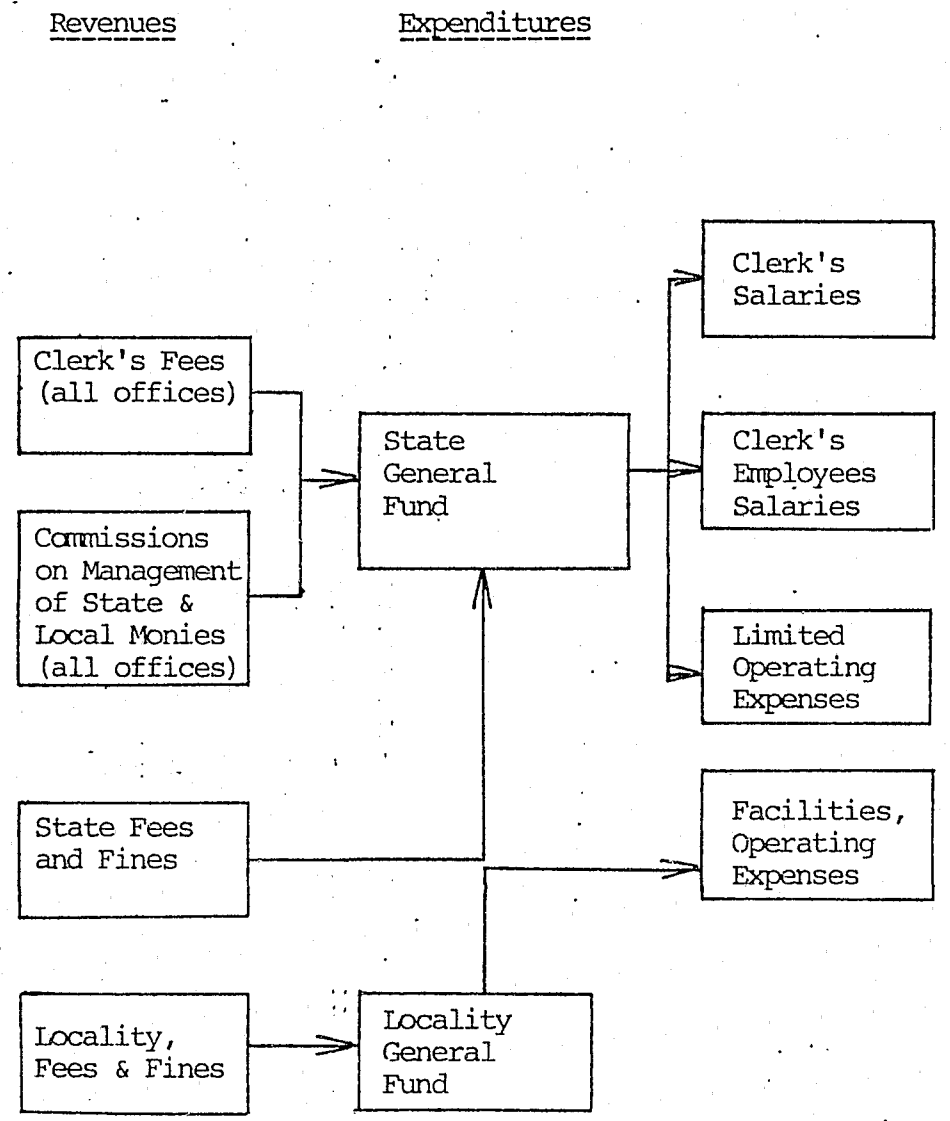 Revenues
Expenditures
Clerk's Fees
(all offices)
Commissions
on Management
of State &
Local Monies
(all offices)
State Fees
and Fines
Locality,
Fees & Fines
State
General
Fund
Locality
General
Fund
Clerk's
Salaries
Clerk's
Employees
Salaries
Limited
Operating
Expenses
Facilities,
Operating
Expenses